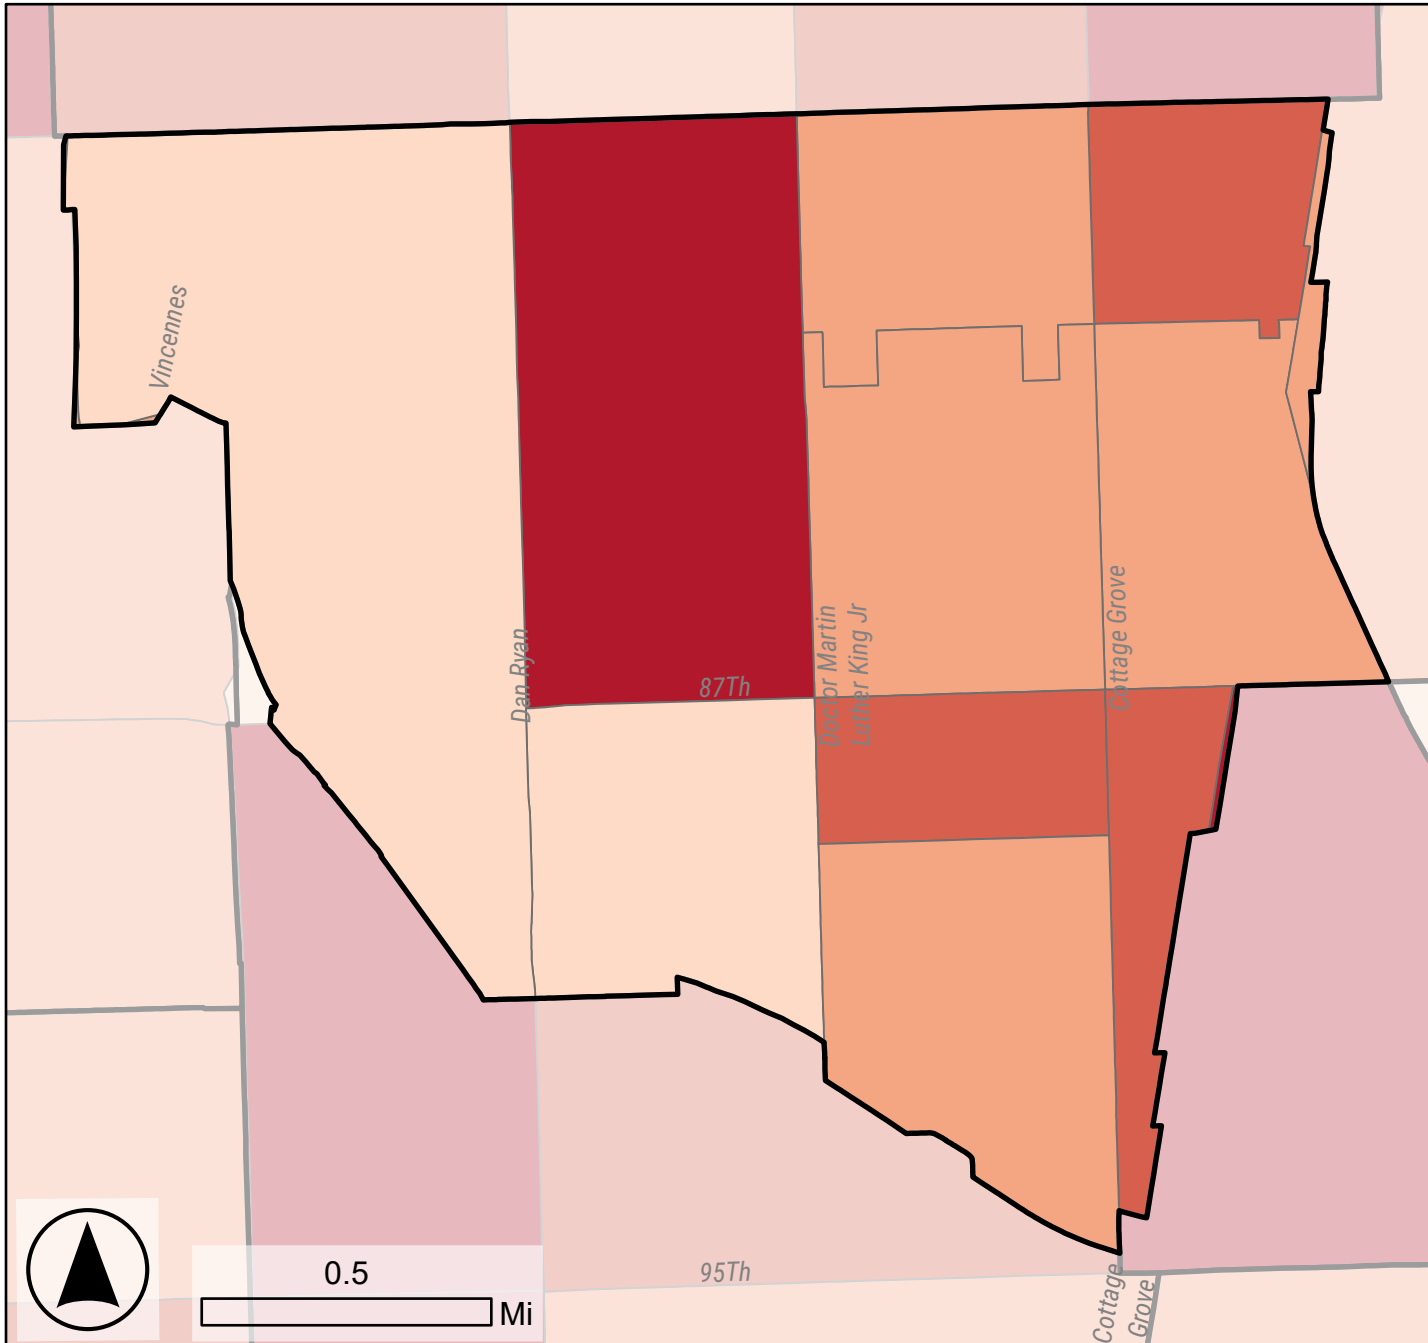 Vincennes
Dan Ryan
87Th
Doctor Martin
Luther King Jr
Cottage Grove
95Th
Cottage
Grove
0.5
Mi